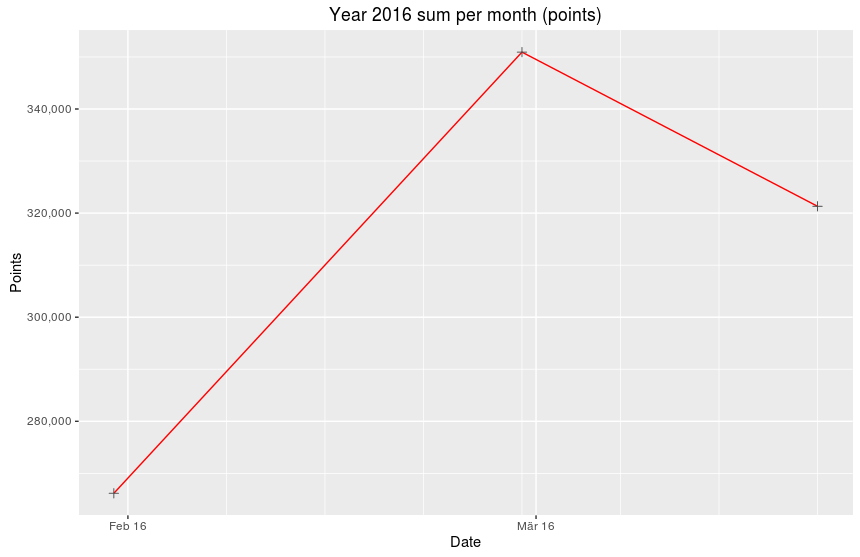 Year 2016 sum per month (points)
340,000
320,000
300,000
280,000
Points
Feb 16
Mär 16
Date